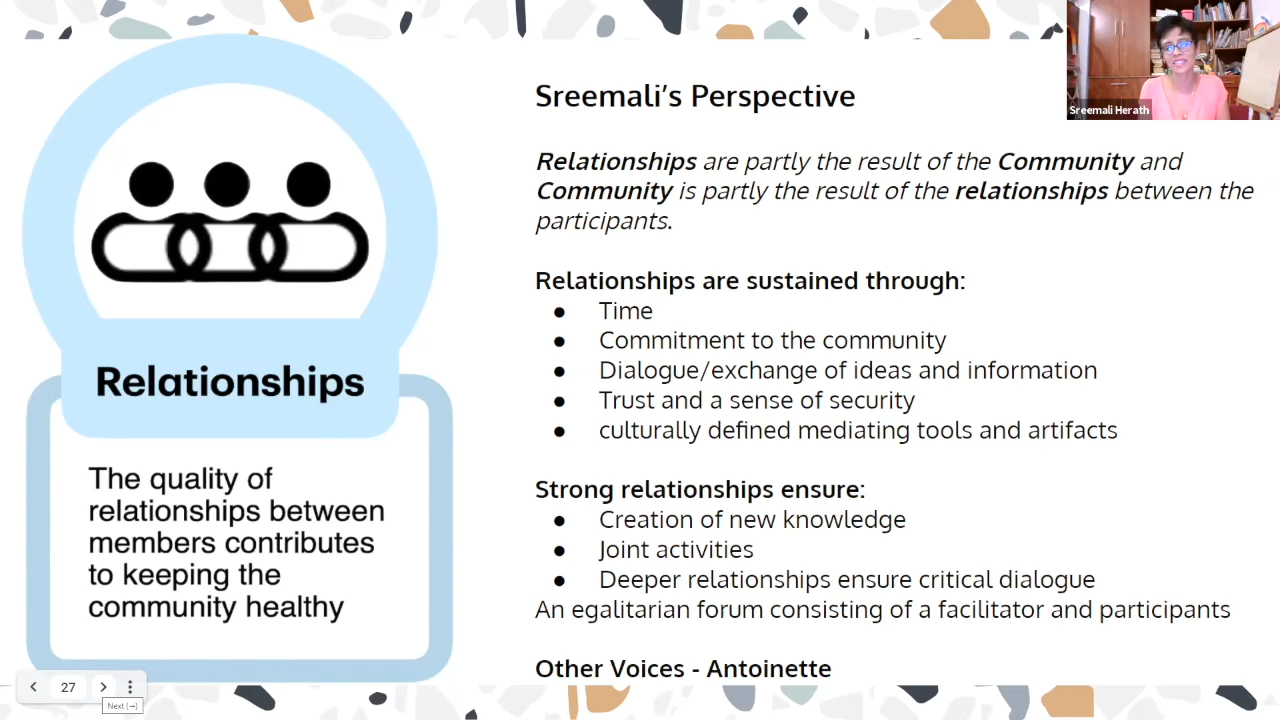 Sreemali Herath
Relationships
The quality of
relationships between
members contributes
to keeping the
community healthy
Sreemali’s Perspective
Relationships are partly the result of the Community and
Community is partly the result of the relationships between the
participants.
Relationships are sustained through:
● Time
● Commitment to the community
● Dialogue/exchange of ideas and information
● Trust and a sense of security
● culturally defined mediating tools and artifacts
Strong relationships ensure:
● Creation of new knowledge
● Joint activities
● Deeper relationships ensure critical dialogue
An egalitarian forum consisting of a facilitator and participants
Other Voices - Antoinette
27
Next (→)